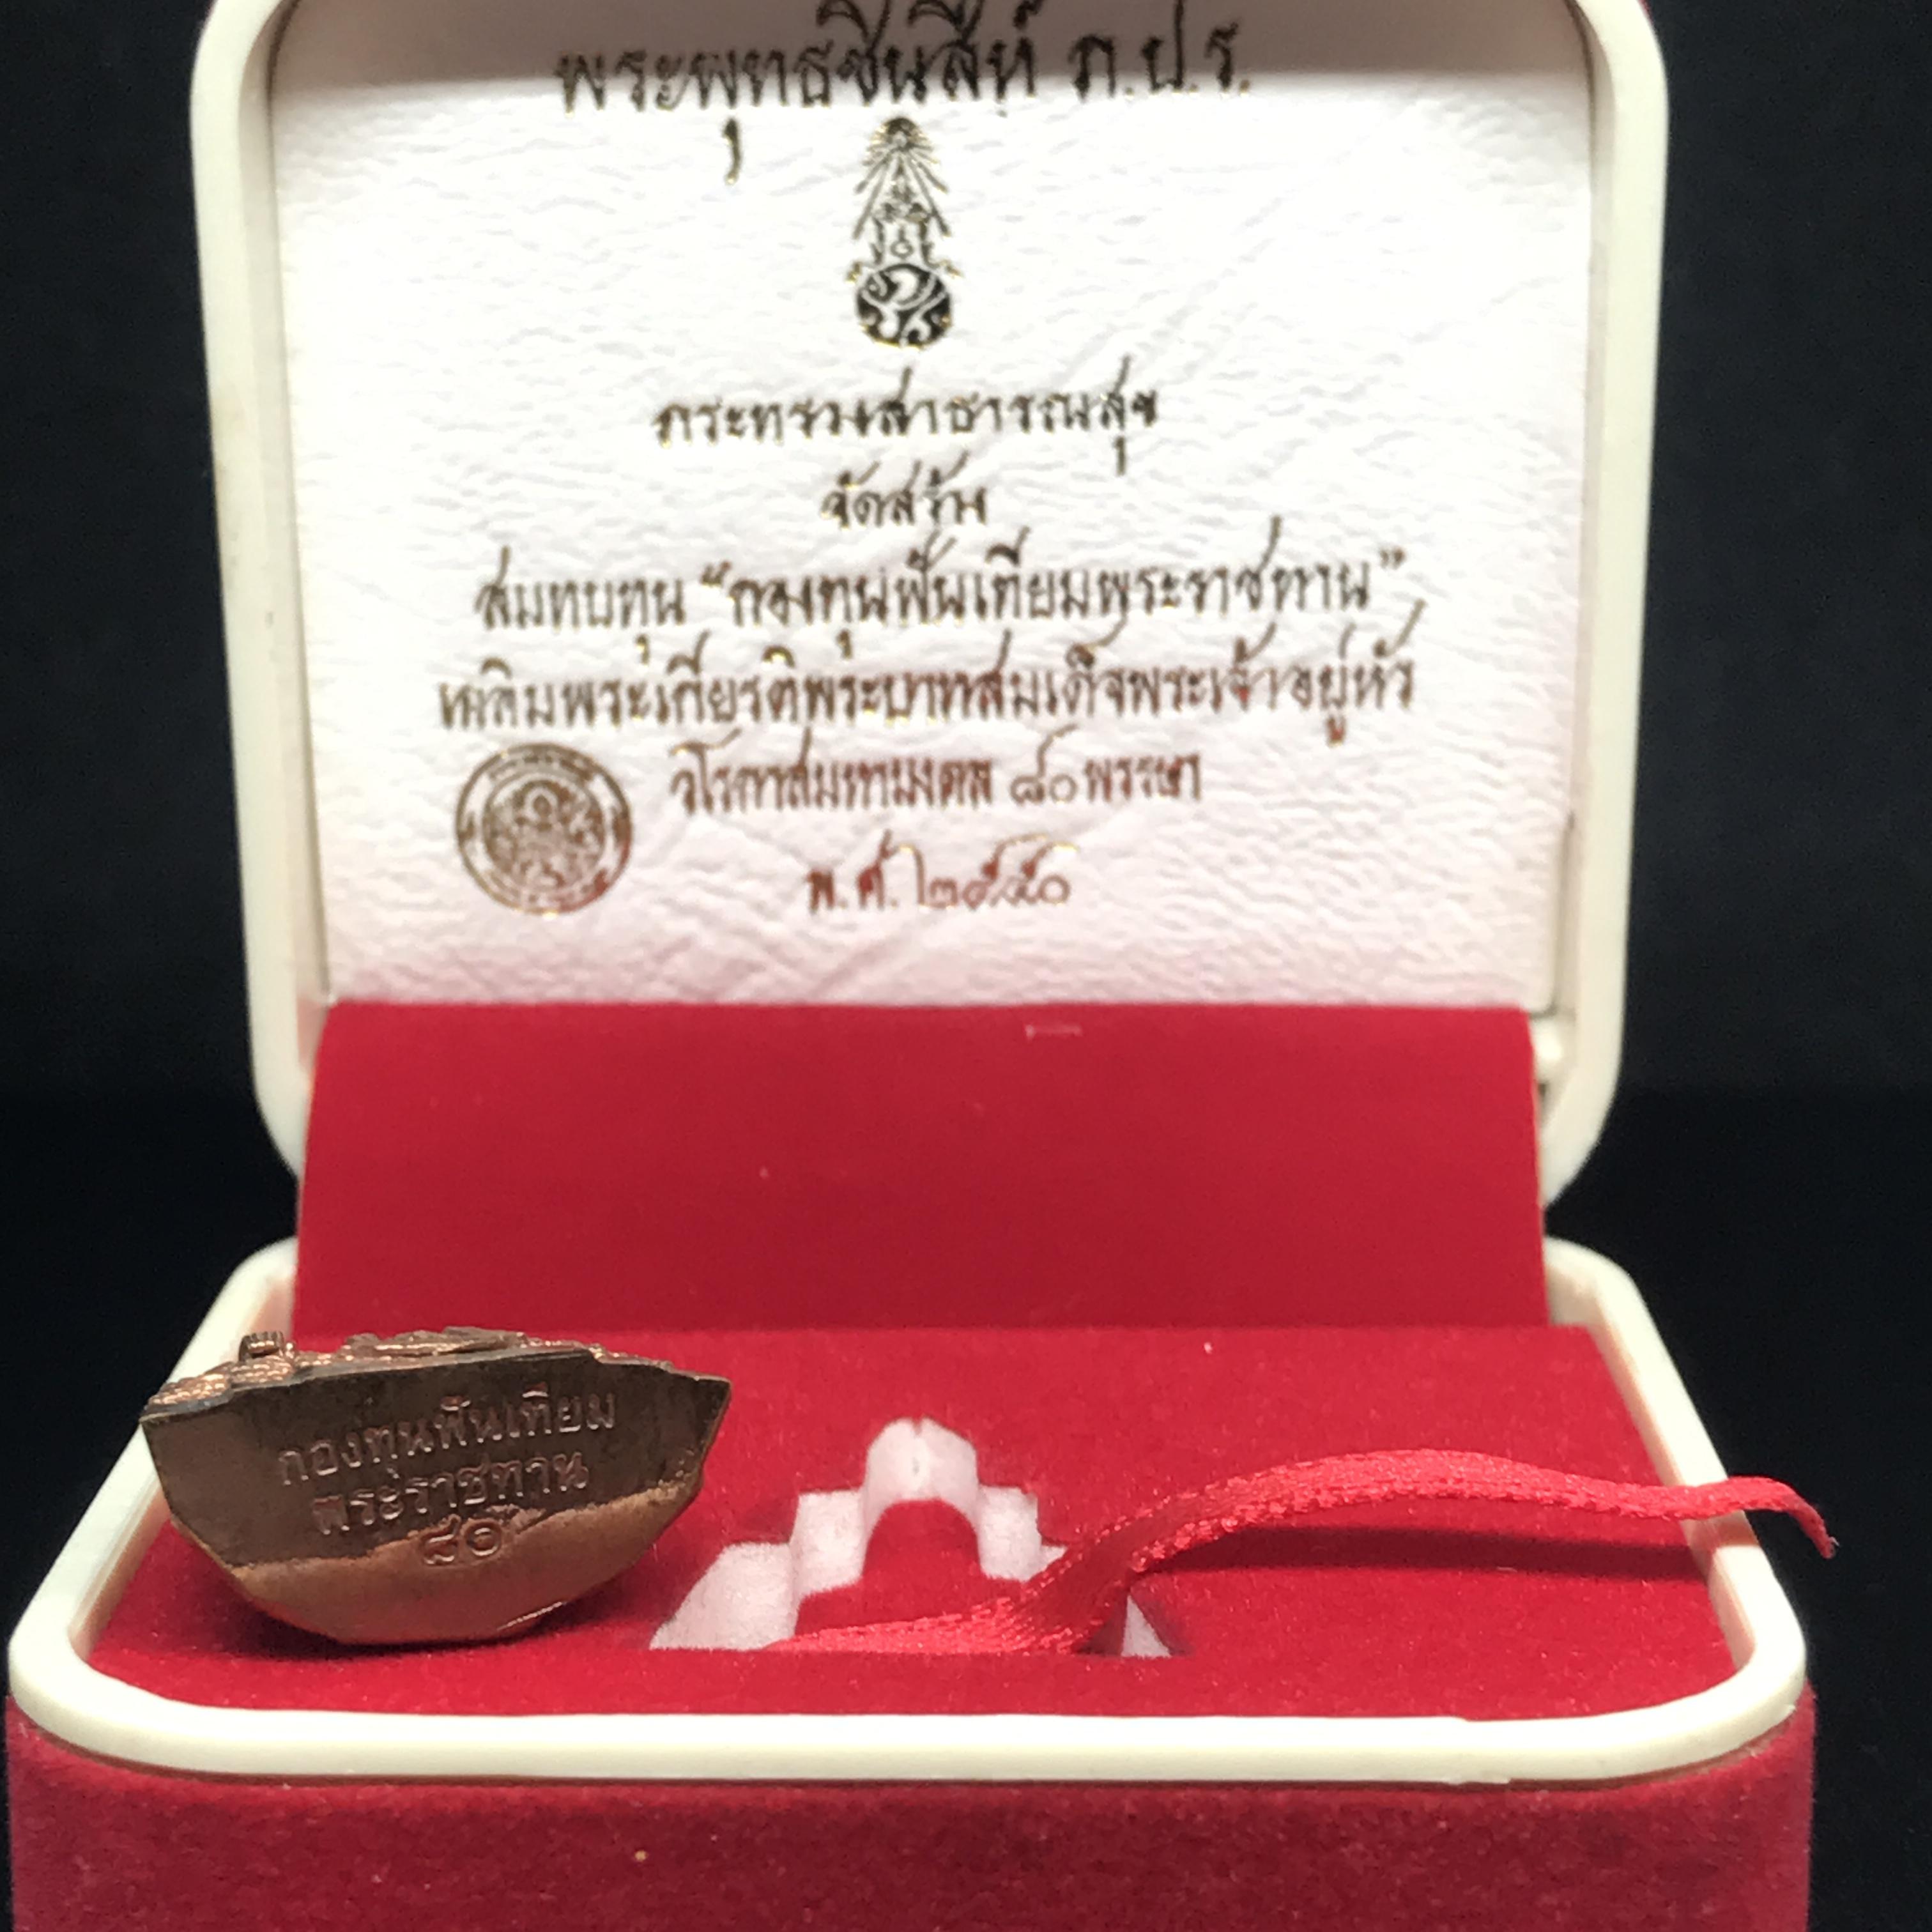 พระพุทธชินสีห์ ภ.ป.ร.
กระทรวงสาธารณสุข
จัดสร้าง
สมทบทุน “กองทุนฟันเทียมพระราชทาน”
เฉลิมพระเกียรติพระบาทสมเด็จพระเจ้าอยู่หัว
วโรกาสมหามงคล ๘๐ พรรษา
พ.ศ. ๒๕๕๐
กองทุนฟันเทียม
พระราชทาน
๘๐